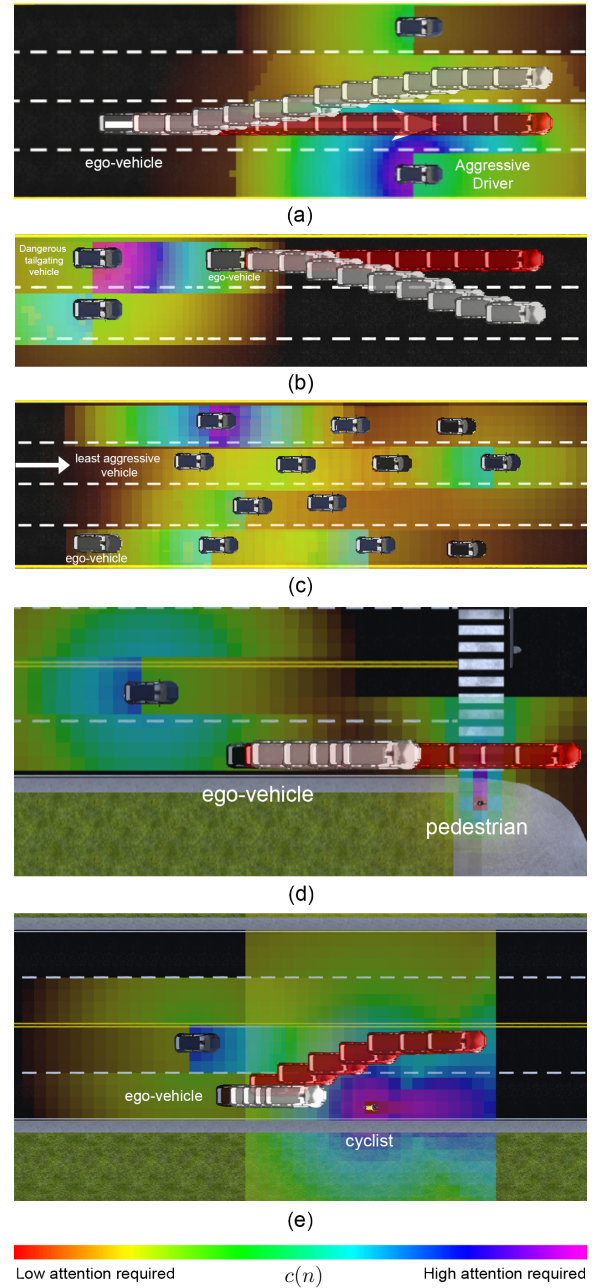 ego-vehicle
Aggressive
Driver
(a)
Dangerous
tailgating
vehicle
ego-vehicle
(b)
least aggressive
vehicle
ego-vehicle
(c)
ego-vehicle
pedestrian
(d)
ego-vehicle
cyclist
(e)
Low attention required c(n) High attention required